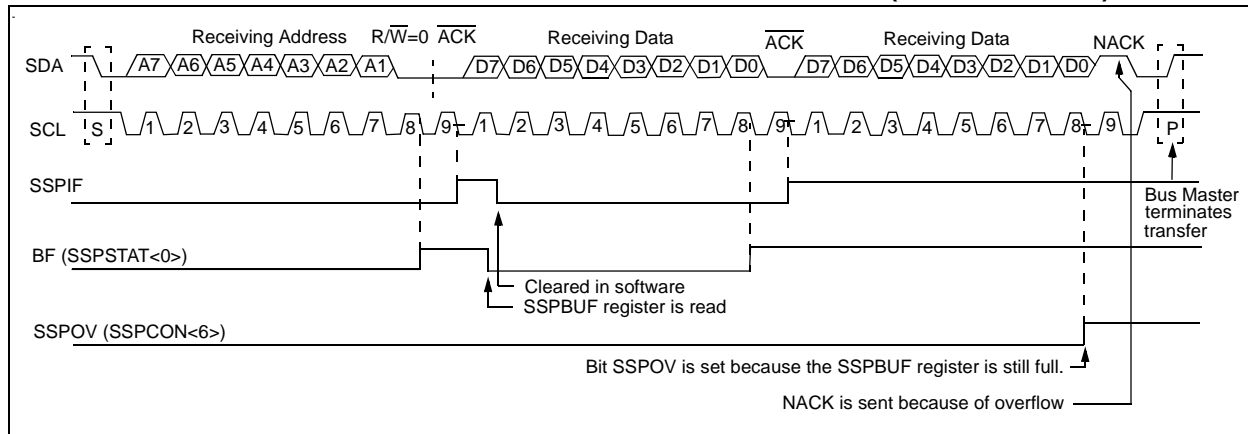 Receiving Address R/W=0 ACK Receiving Data ACK Receiving Data NACK
SDA A7 A6 A5 A4 A3 A2 A1 D7 D6 D5 D4 D3 D2 D1 D0 D7 D6 D5 D4 D3 D2 D1 D0
SCL S 1 2 3 4 5 6 7 8 9 1 2 3 4 5 6 7 8 9 1 2 3 4 5 6 7 8 9 P
SSPIF
Bus Master
terminates
transfer
BF (SSPSTAT<0>)
Cleared in software
SSPBUF register is read
SSPOV (SSPCON<6>)
Bit SSPOV is set because the SSPBUF register is still full.
NACK is sent because of overflow